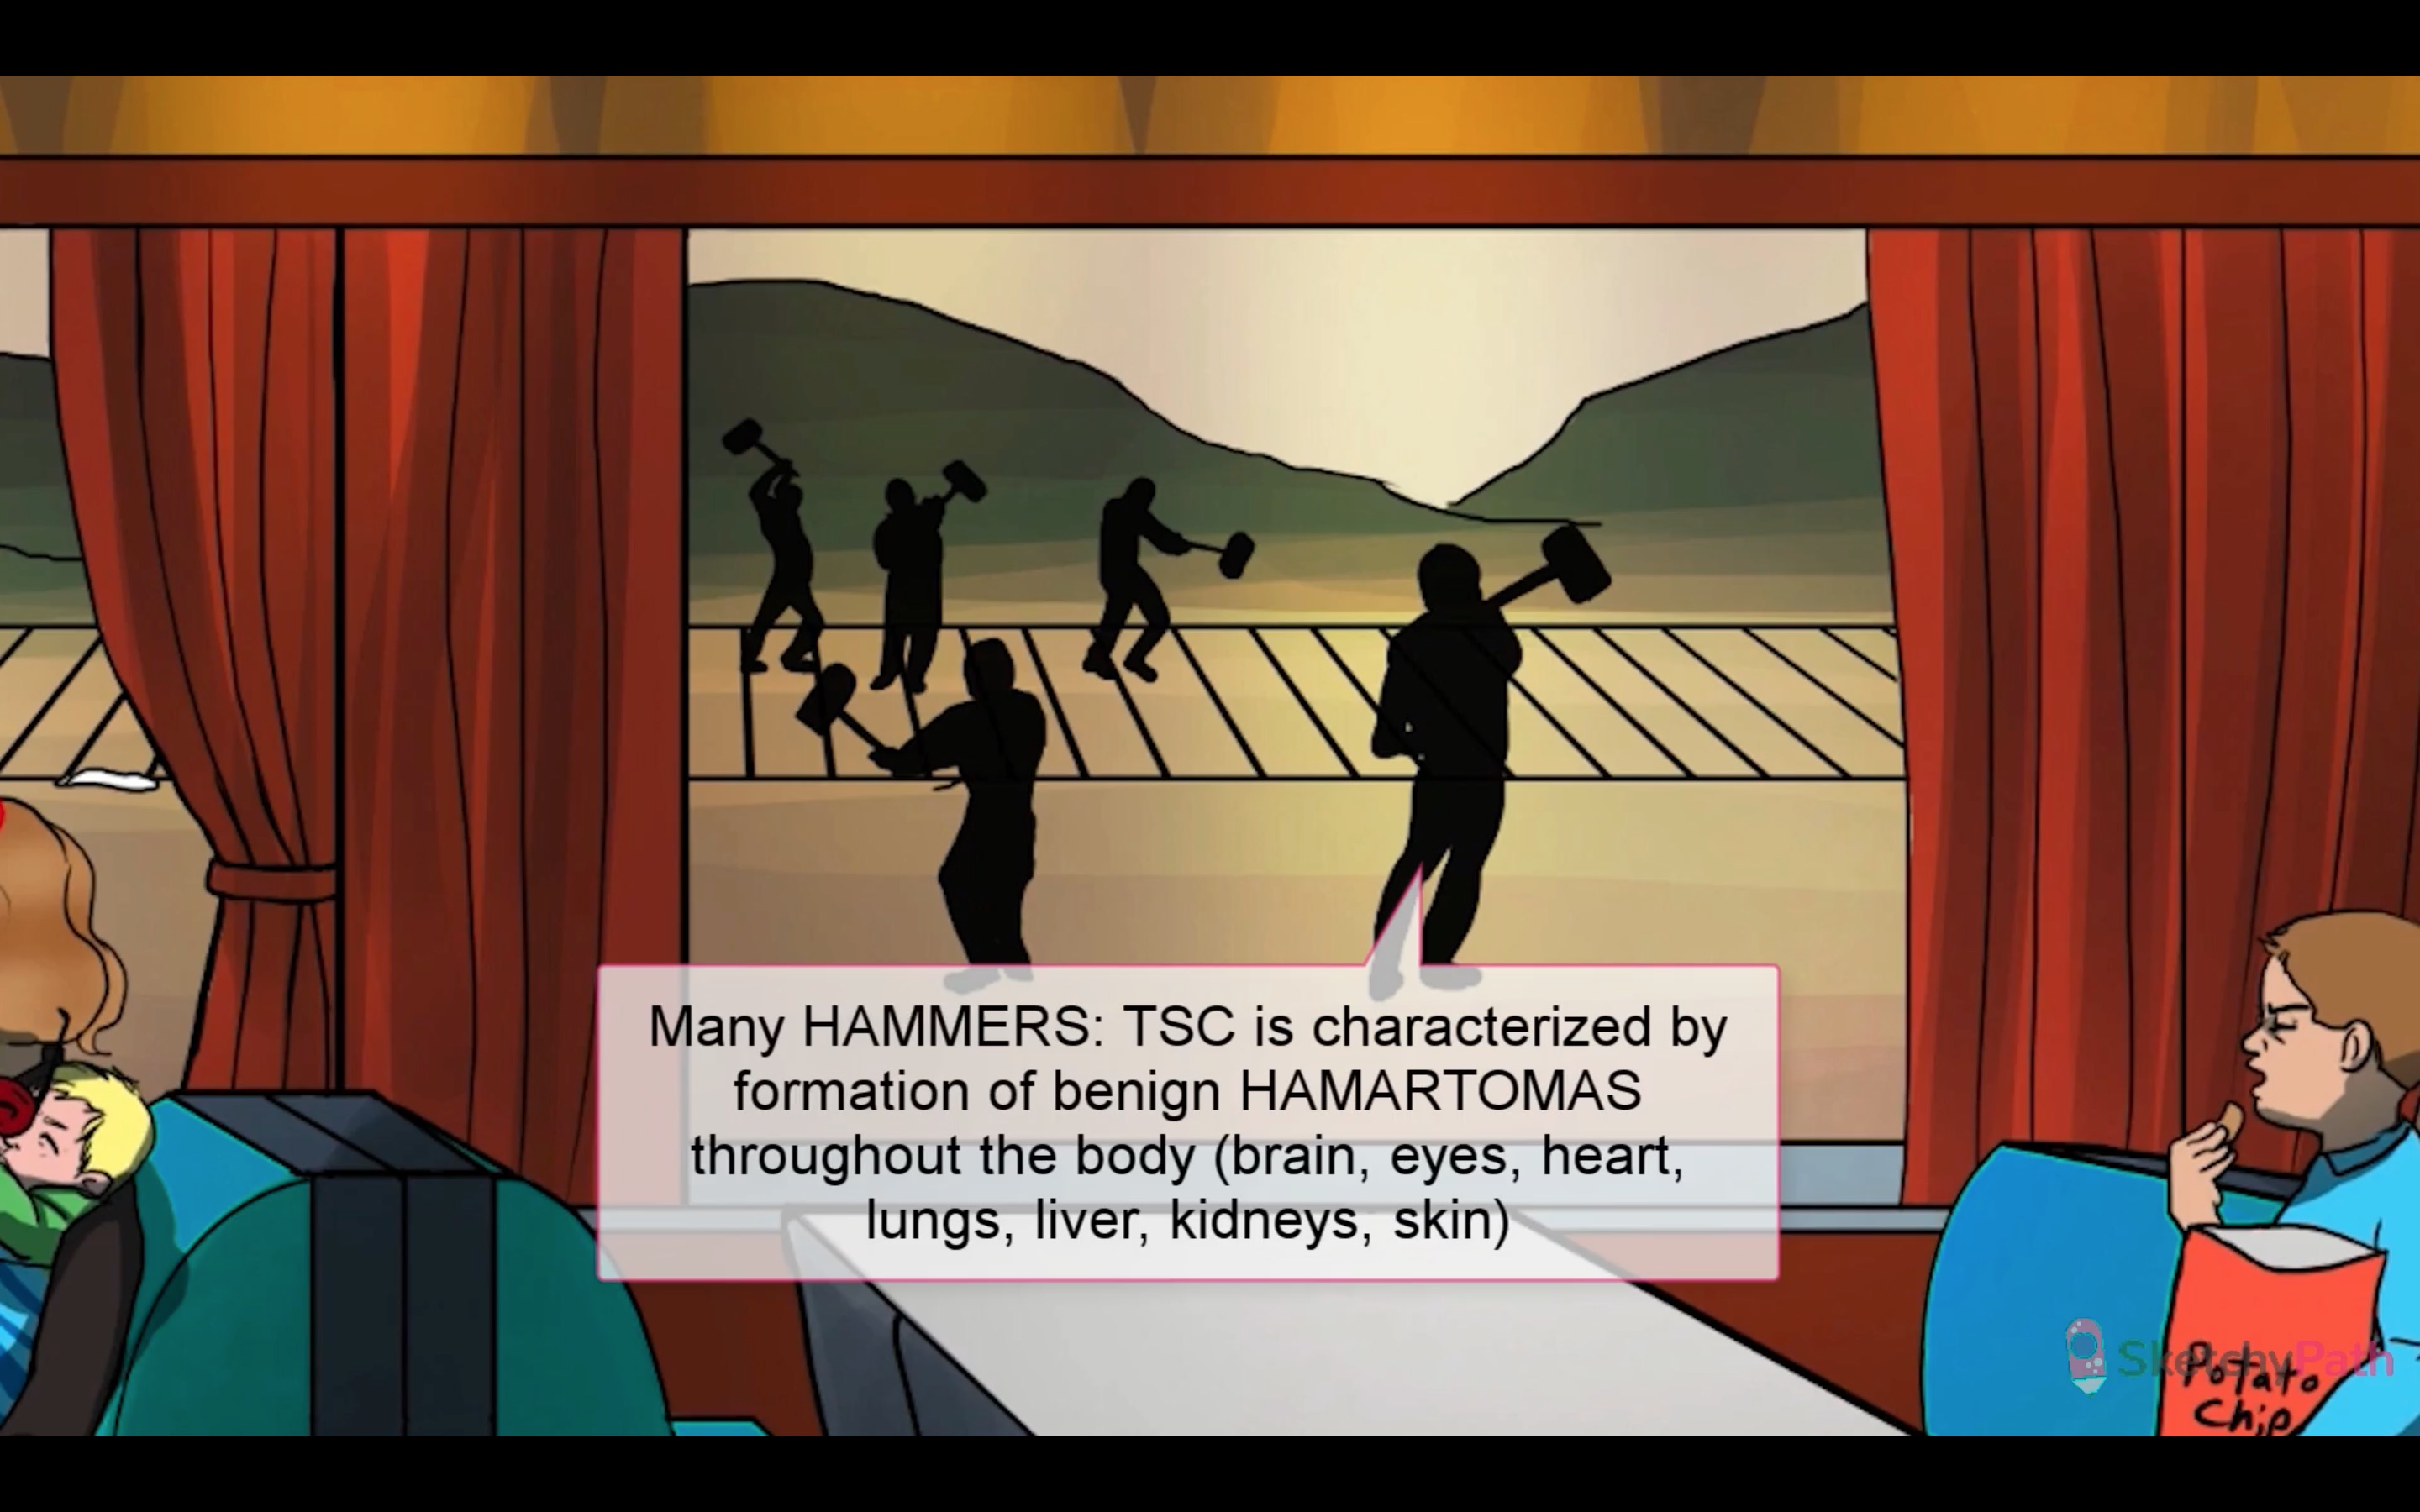 Many HAMMERS: TSC is characterized by
formation of benign HAMARTOMAS
throughout the body (brain, eyes, heart,
lungs, liver, kidneys, skin)
SketchyPath
Potato
Chip